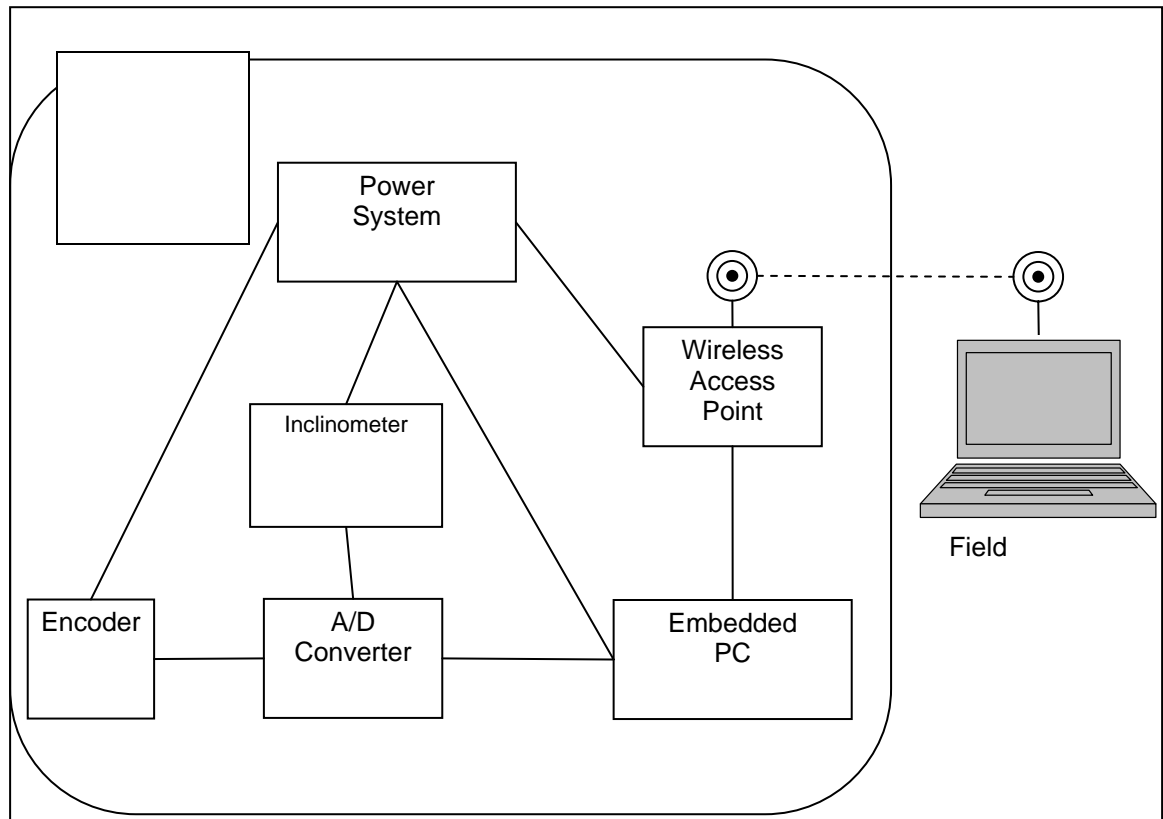 Power
System
Wireless
Access
Point
Inclinometer
Field
Encoder
A/D
Converter
Embedded
PC